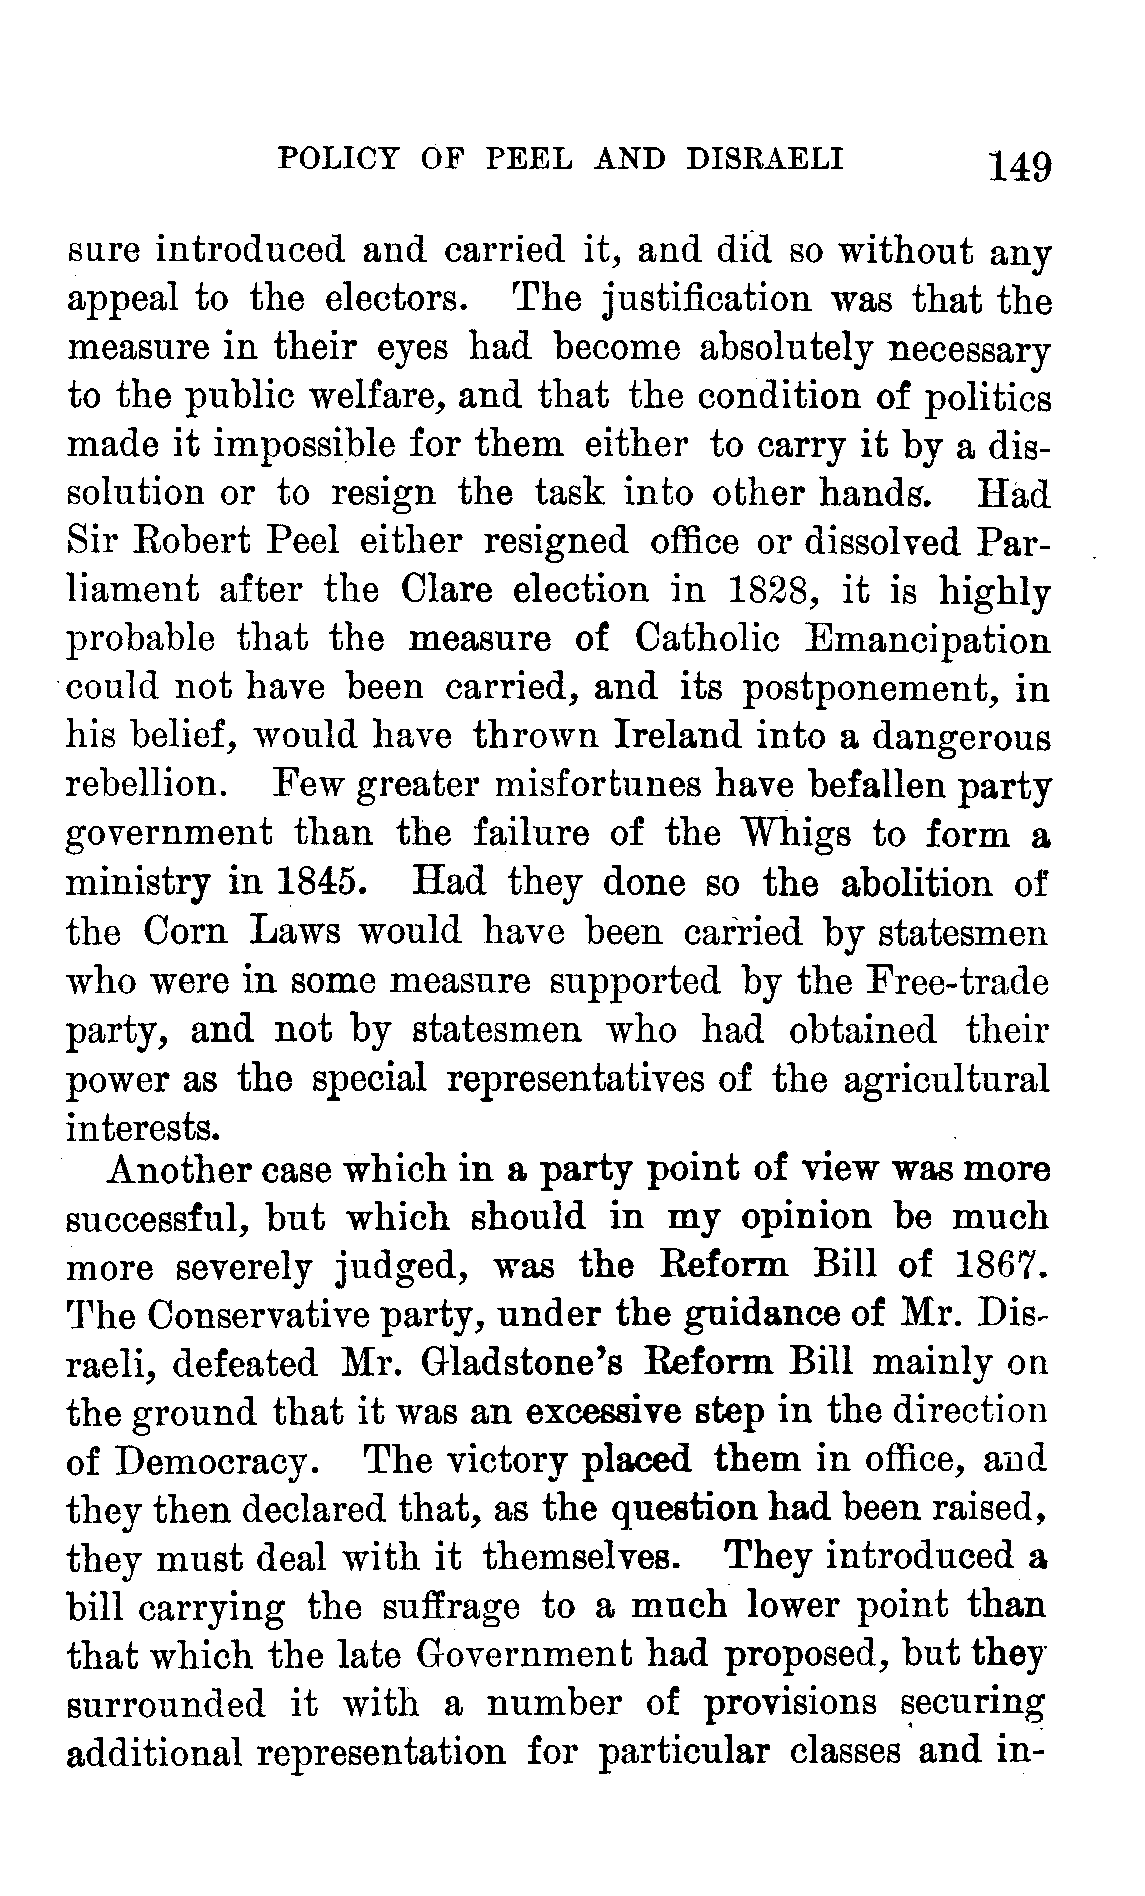 POLICY OF PEEL AND DISRAELI 149
sure introduced and carried it, and did so without any
appeal to the electors. The justification was that the
measure in their eyes had become absolutely necessary
to the public welfare, and that the condition of politics
made it impossible for them either to carry it by a dis-
solution or to resign the task into other hands. Had
Sir Robert Peel either resigned office or dissolved Par-
liament after the Clare election in 1828, it is highly
probable that the measure of Catholic Emancipation
could not have been carried, and its postponement, in
his belief, would have thrown Ireland into a dangerous
rebellion. Few greater misfortunes have befallen party
government than the failure of the Whigs to form a
ministry in 1845. Had they done so the abolition of
the Corn Laws would have been carried by statesmen
who were in some measure supported by the Free-trade
party, and not by statesmen who had obtained their
power as the special representatives of the agricultural
interests.
Another case which in a party point of view was more
successful, but which should in my opinion be much
more severely judged, was the Reform Bill of 1867.
The Conservative party, under the guidance of Mr. Dis-
raeli, defeated Mr. Gladstone's Reform Bill mainly on
the ground that it was an excessive step in the direction
of Democracy. The victory placed them in office, and
they then declared that, as the question had been raised,
they must deal with it themselves. They introduced a
bill carrying the suffrage to a much lower point than
that which the late Government had proposed, but they
surrounded it with a number of provisions securing
additional representation for particular classes and in-